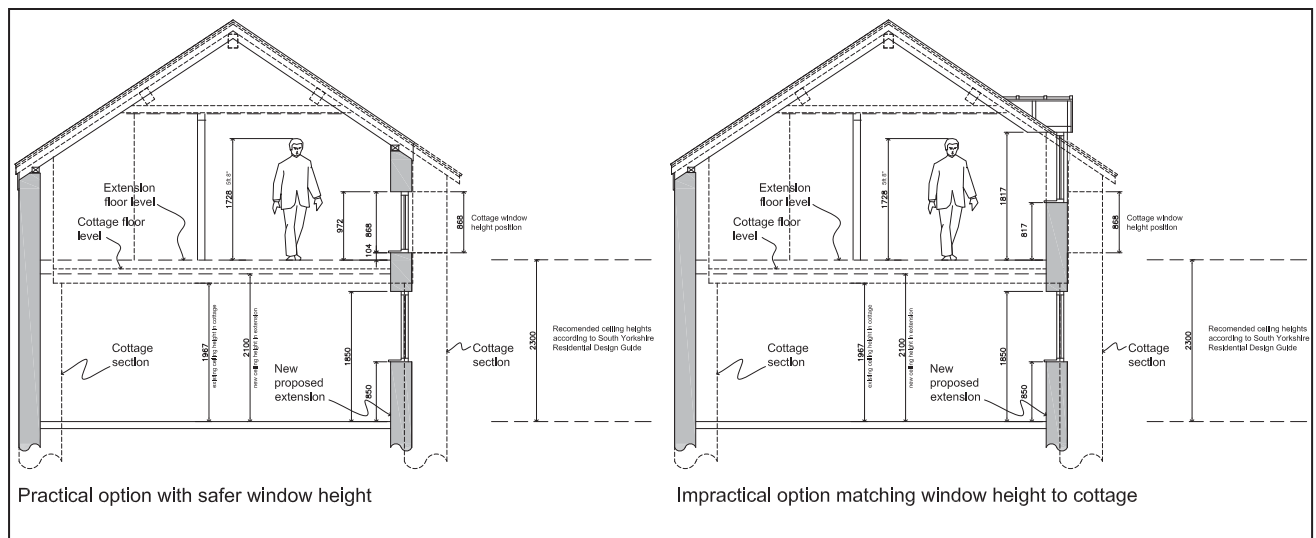 1728 5ft 8"
Extension
floor level
Cottage floor
level
972
868
104
868
Cottage window
height position
1967
existing ceiling height in cottage
2100
new ceiling height in extension
1850
850
2300
Recomended ceiling heights
according to South Yorkshire
Residential Design Guide
Cottage
section
New
proposed
extension
Cottage
section
Practical option with safer window height
1728 5ft 8"
1817
Extension
floor level
Cottage floor
level
817
868
Cottage window
height position
1967
existing ceiling height in cottage
2100
new ceiling height in extension
1850
850
2300
Recomended ceiling heights
according to South Yorkshire
Residential Design Guide
Cottage
section
New
proposed
extension
Cottage
section
Impractical option matching window height to cottage